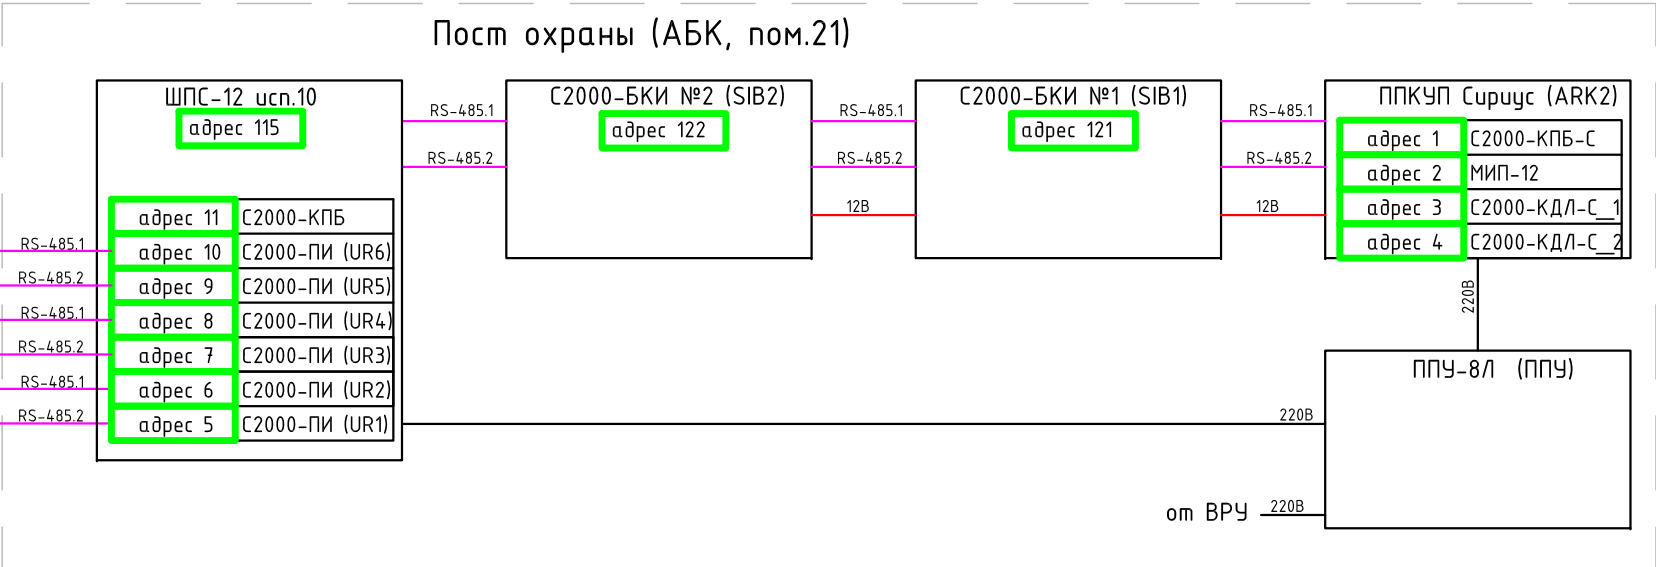 Пост охраны (АБК, пом.21)
ШПС-12 исп.10
адрес 115
адрес 11 С2000-КПБ
RS-485.1 адрес 10 С2000-ПИ (UR6)
RS-485.2 адрес 9 С2000-ПИ (UR5)
RS-485.1 адрес 8 С2000-ПИ (UR4)
RS-485.2 адрес 7 С2000-ПИ (UR3)
RS-485.1 адрес 6 С2000-ПИ (UR2)
RS-485.2 адрес 5 С2000-ПИ (UR1)
RS-485.1
RS-485.2
С2000-БКИ №2 (SIB2)
адрес 122
RS-485.1
RS-485.2
12В
С2000-БКИ №1 (SIB1)
адрес 121
RS-485.1
RS-485.2
12В
ППКУП Сириус (ARK2)
адрес 1 С2000-КПБ-С
адрес 2 МИП-12
адрес 3 С2000-КДЛ-С_1
адрес 4 С2000-КДЛ-С_2
220В
ППУ-8Л (ППУ)
220В
от ВРУ 220В